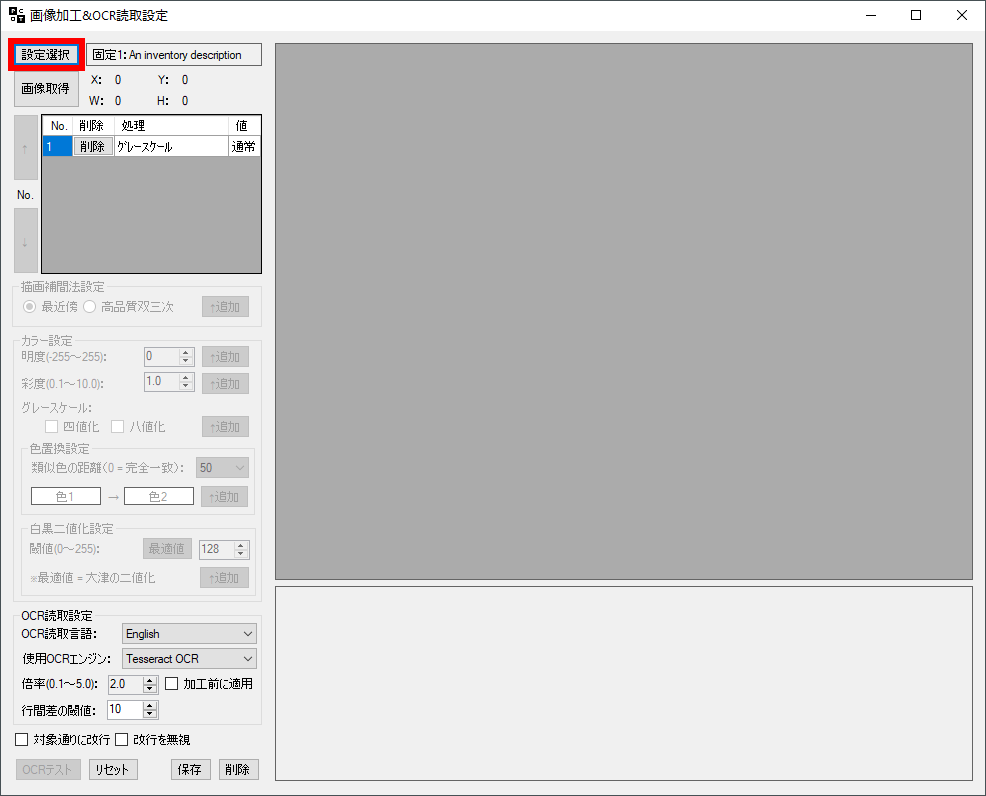 画像加工&OCR読取設定
設定選択 固定1: An inventory description
画像取得 X: 0 Y: 0
W: 0 H: 0
No. 削除 処理 値
1 削除 グレースケール 通常
↑
No.
↓
描画補間法設定
最近傍 高品質双三次 ↑追加
カラー設定
明度(-255～255): 0 ↑追加
彩度(0.1～10.0): 1.0 ↑追加
グレースケール:
四値化 八値化 ↑追加
色置換設定
類似色の距離(0 = 完全一致): 50
色1 → 色2 ↑追加
白黒二値化設定
閾値(0～255): 最適値 128
※最適値 = 大津の二値化 ↑追加
OCR読取設定
OCR読取言語: English
使用OCRエンジン: Tesseract OCR
倍率(0.1～5.0): 2.0 加工前に適用
行間差の閾値: 10
対象通りに改行 改行を無視
OCRテスト リセット 保存 削除